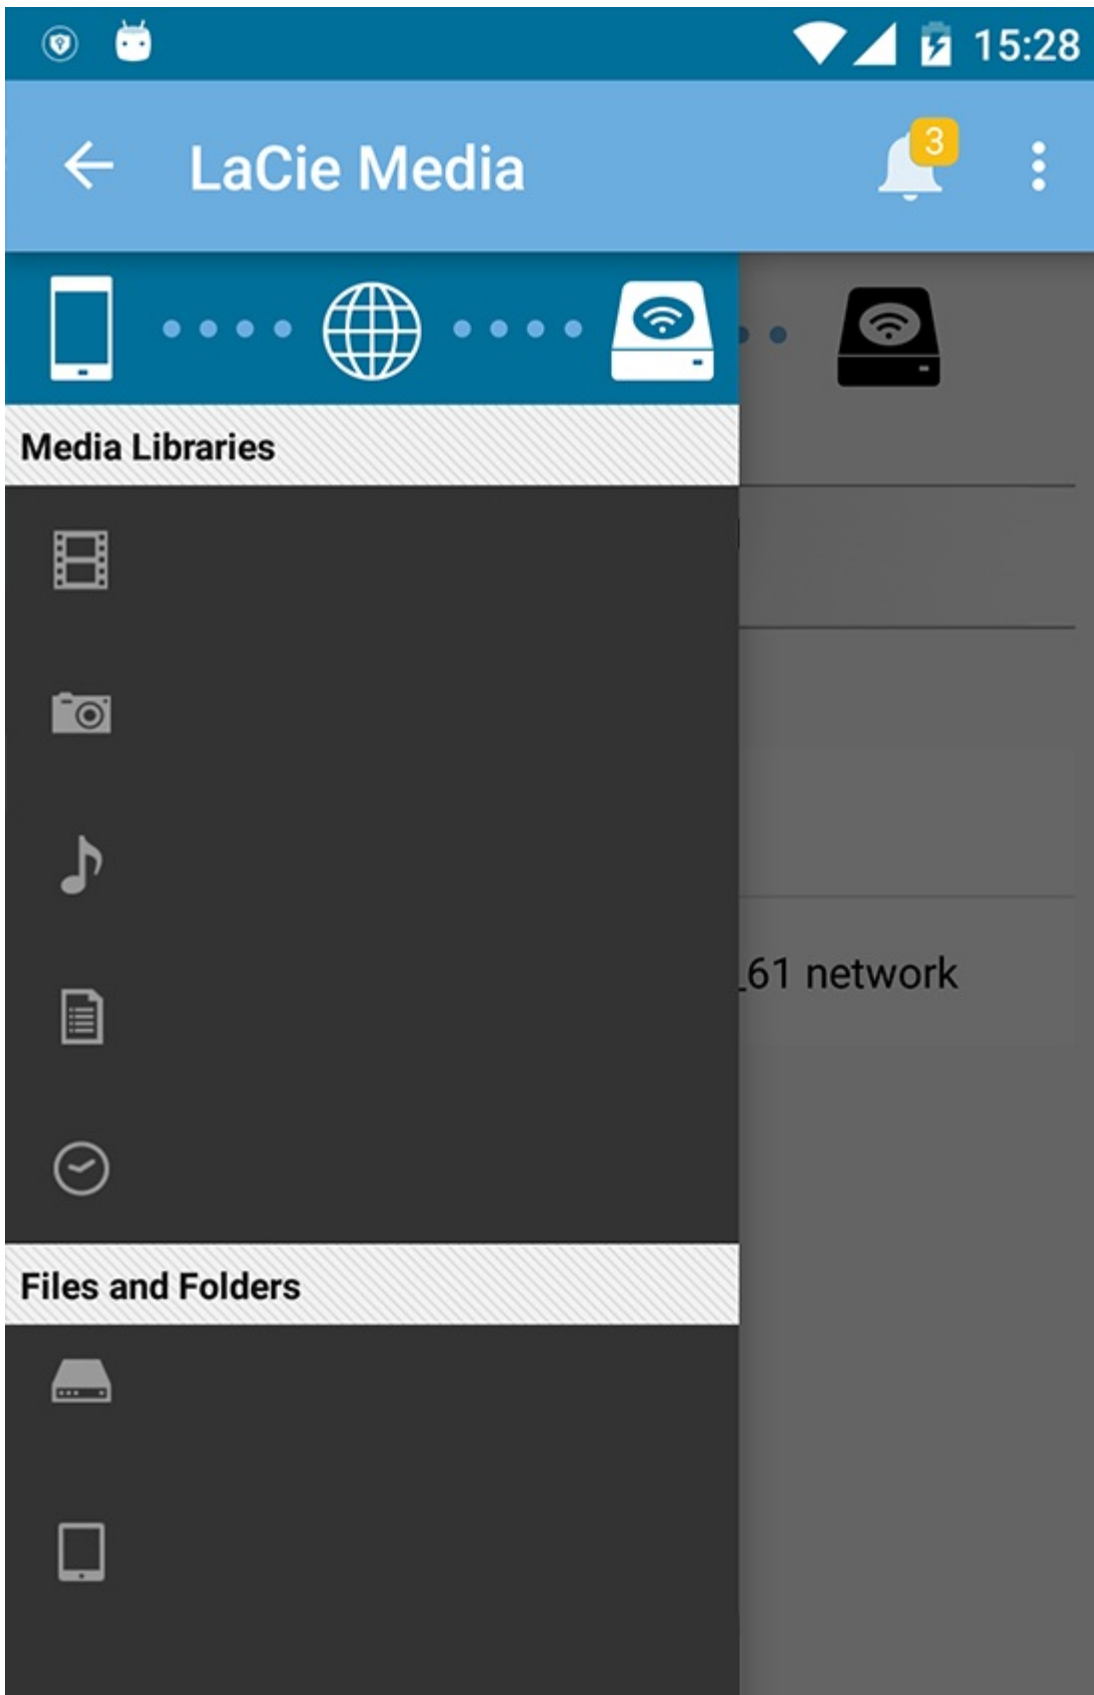 15:28
LaCie Media
3
Media Libraries
_61 network
Files and Folders